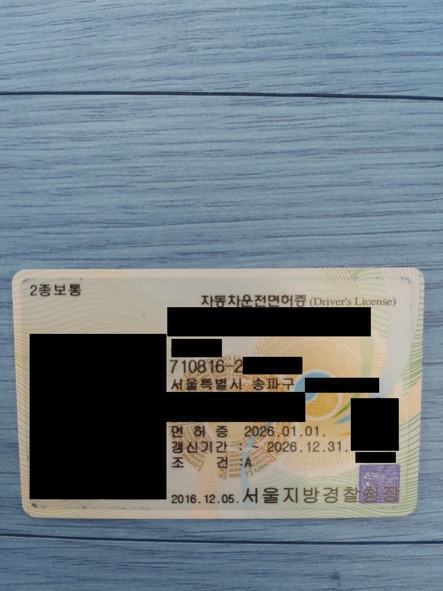 2종보통
자동차운전면허증 (Driver's License)
710816-2
서울특별시 송파구
면 허 증 2026.01.01.
갱신기간 : ~ 2026.12.31.
조 건 :A
2016.12.05. 서울지방경찰청장